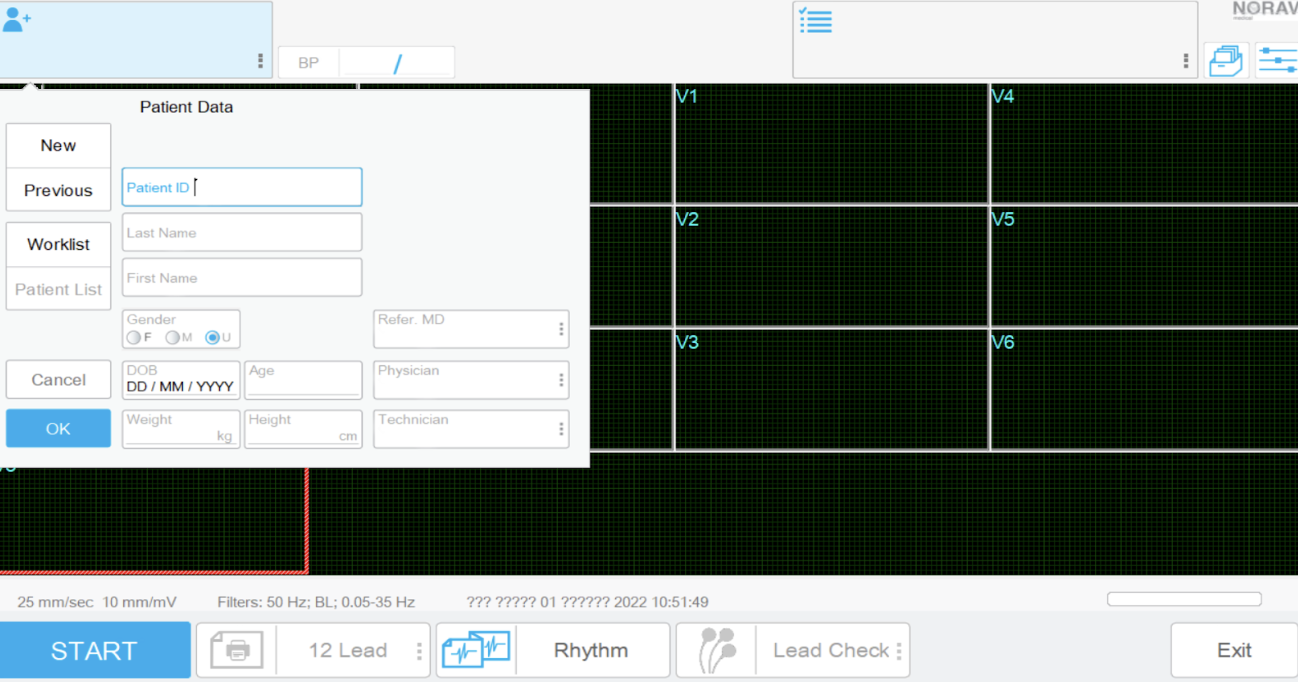 NORAV
medical
BP /
Patient Data
New
Previous
Worklist
Patient List
Cancel
OK
Patient ID
Last Name
First Name
Gender
F M U
DOB
DD / MM / YYYY
Age
Weight
kg
Height
cm
Refer. MD
Physician
Technician
V1
V4
V2
V5
V3
V6
25 mm/sec 10 mm/mV Filters: 50 Hz; BL; 0.05-35 Hz ??? ????? 01 ?????? 2022 10:51:49
START
12 Lead
Rhythm
Lead Check
Exit